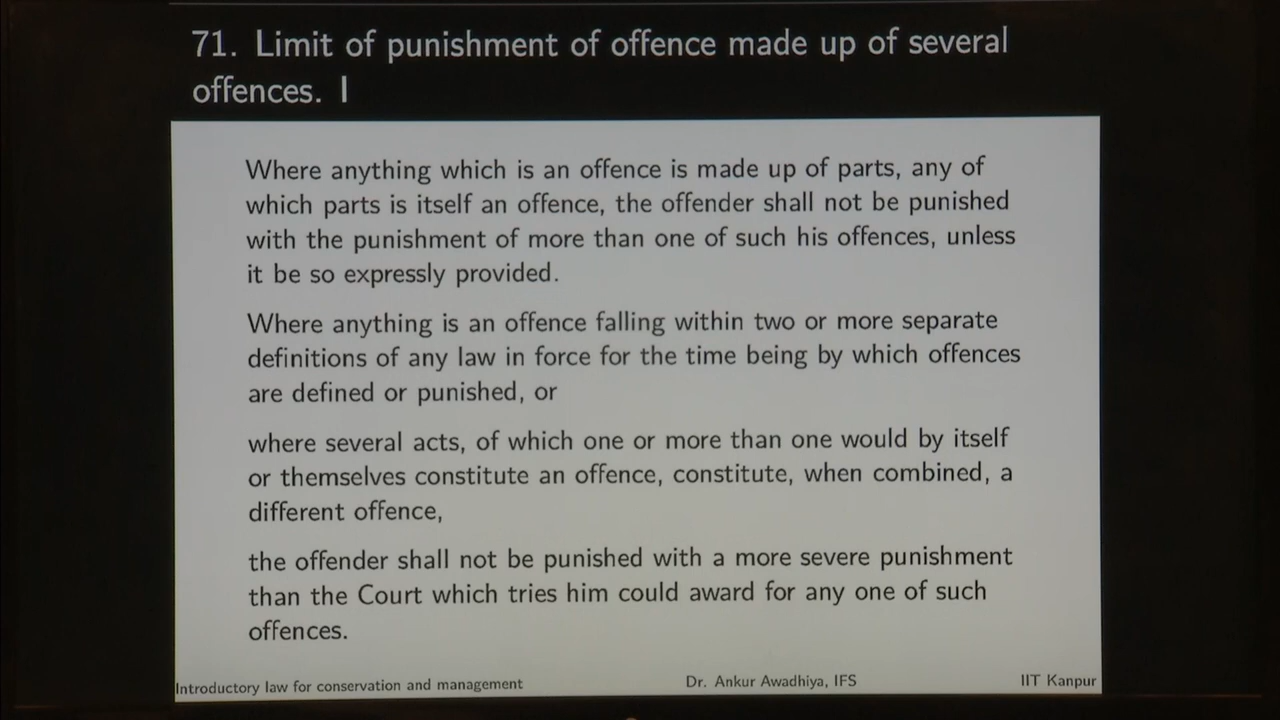 71. Limit of punishment of offence made up of several
offences. I
Where anything which is an offence is made up of parts, any of
which parts is itself an offence, the offender shall not be punished
with the punishment of more than one of such his offences, unless
it be so expressly provided.
Where anything is an offence falling within two or more separate
definitions of any law in force for the time being by which offences
are defined or punished, or
where several acts, of which one or more than one would by itself
or themselves constitute an offence, constitute, when combined, a
different offence,
the offender shall not be punished with a more severe punishment
than the Court which tries him could award for any one of such
offences.
Introductory law for conservation and management Dr. Ankur Awadhiya, IFS IIT Kanpur